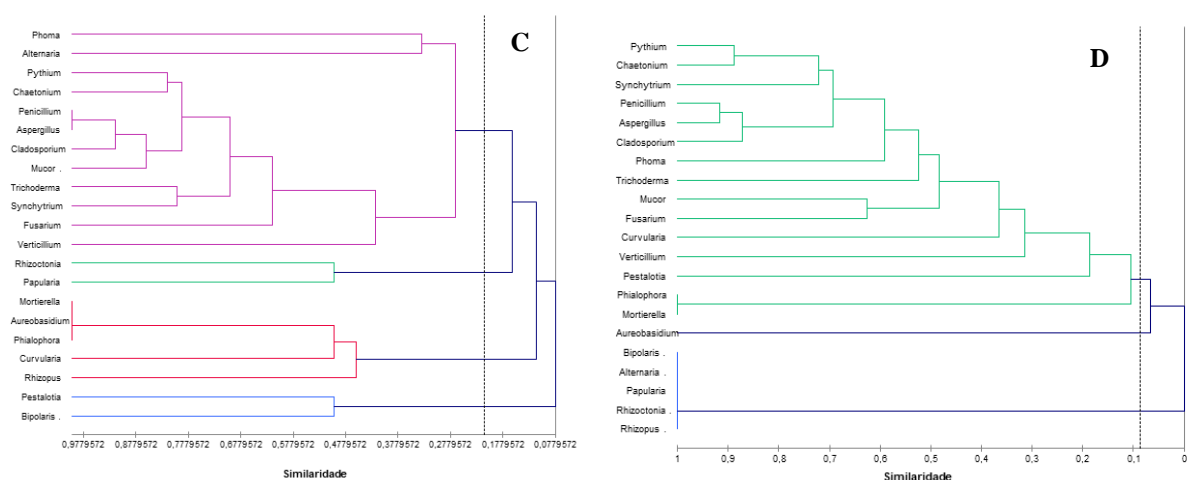 C
Phoma
Alternaria
Pythium
Chaetonium
Penicillium
Aspergillus
Cladosporium
Mucor .
Trichoderma
Synchytrium
Fusarium
Verticillium
Rhizoctonia
Papularia
Mortierella
Aureobasidium
Phialophora
Curvularia
Rhizopus
Pestalotia
Bipolaris .
0,9779572 0,8779572 0,7779572 0,6779572 0,5779572 0,4779572 0,3779572 0,2779572 0,1779572 0,0779572
Similaridade
D
Pythium
Chaetonium
Synchytrium
Penicillium
Aspergillus
Cladosporium
Phoma
Trichoderma
Mucor
Fusarium
Curvularia
Verticillium
Pestalotia
Phialophora
Mortierella
Aureobasidium
Bipolaris .
Alternaria .
Papularia
Rhizoctonia .
Rhizopus .
1 0,9 0,8 0,7 0,6 0,5 0,4 0,3 0,2 0,1 0
Similaridade